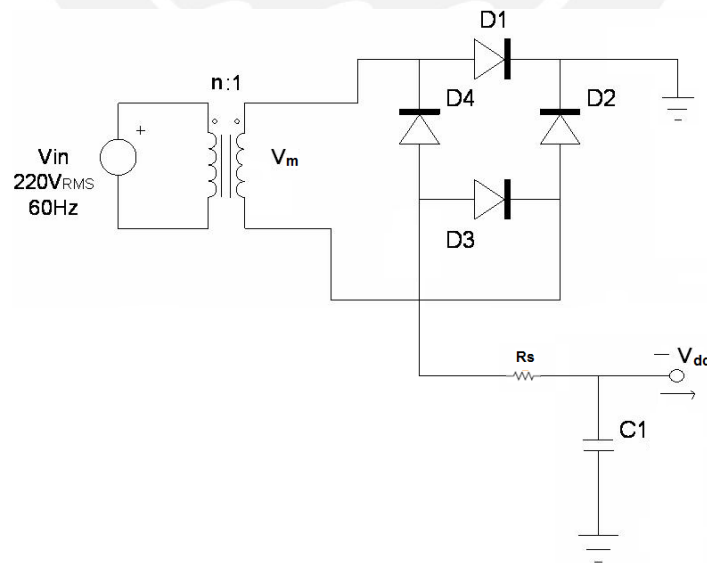 D1
n:1
D4
D2
+
Vin
220VRMS
60Hz
Vm
D3
Rs
— Vdc
C1